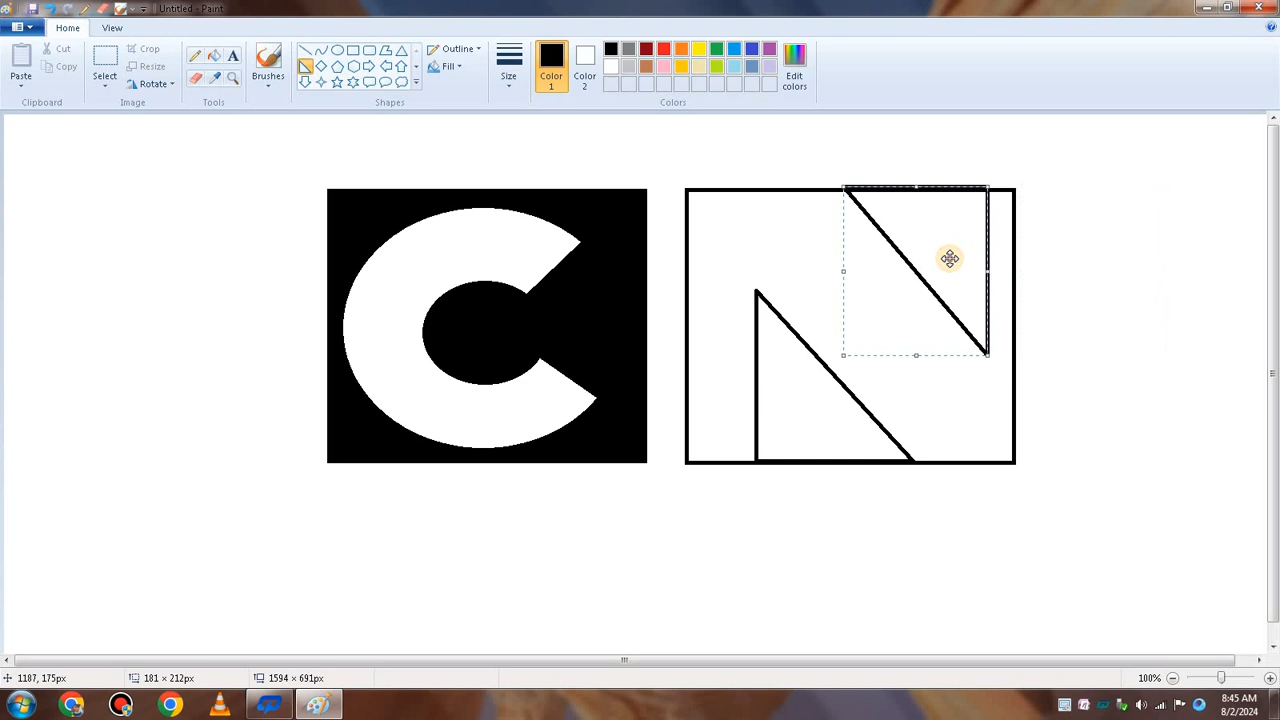 Untitled - Paint
Home
View
Paste
Cut
Copy
Clipboard
Select
Crop
Resize
Rotate
Image
Tools
Brushes
Shapes
Outline
Fill
Size
Color 1
Color 2
Edit colors
Colors
C N
1187, 175px
181 × 212px
1594 × 691px
100%
8:45 AM
8/2/2024